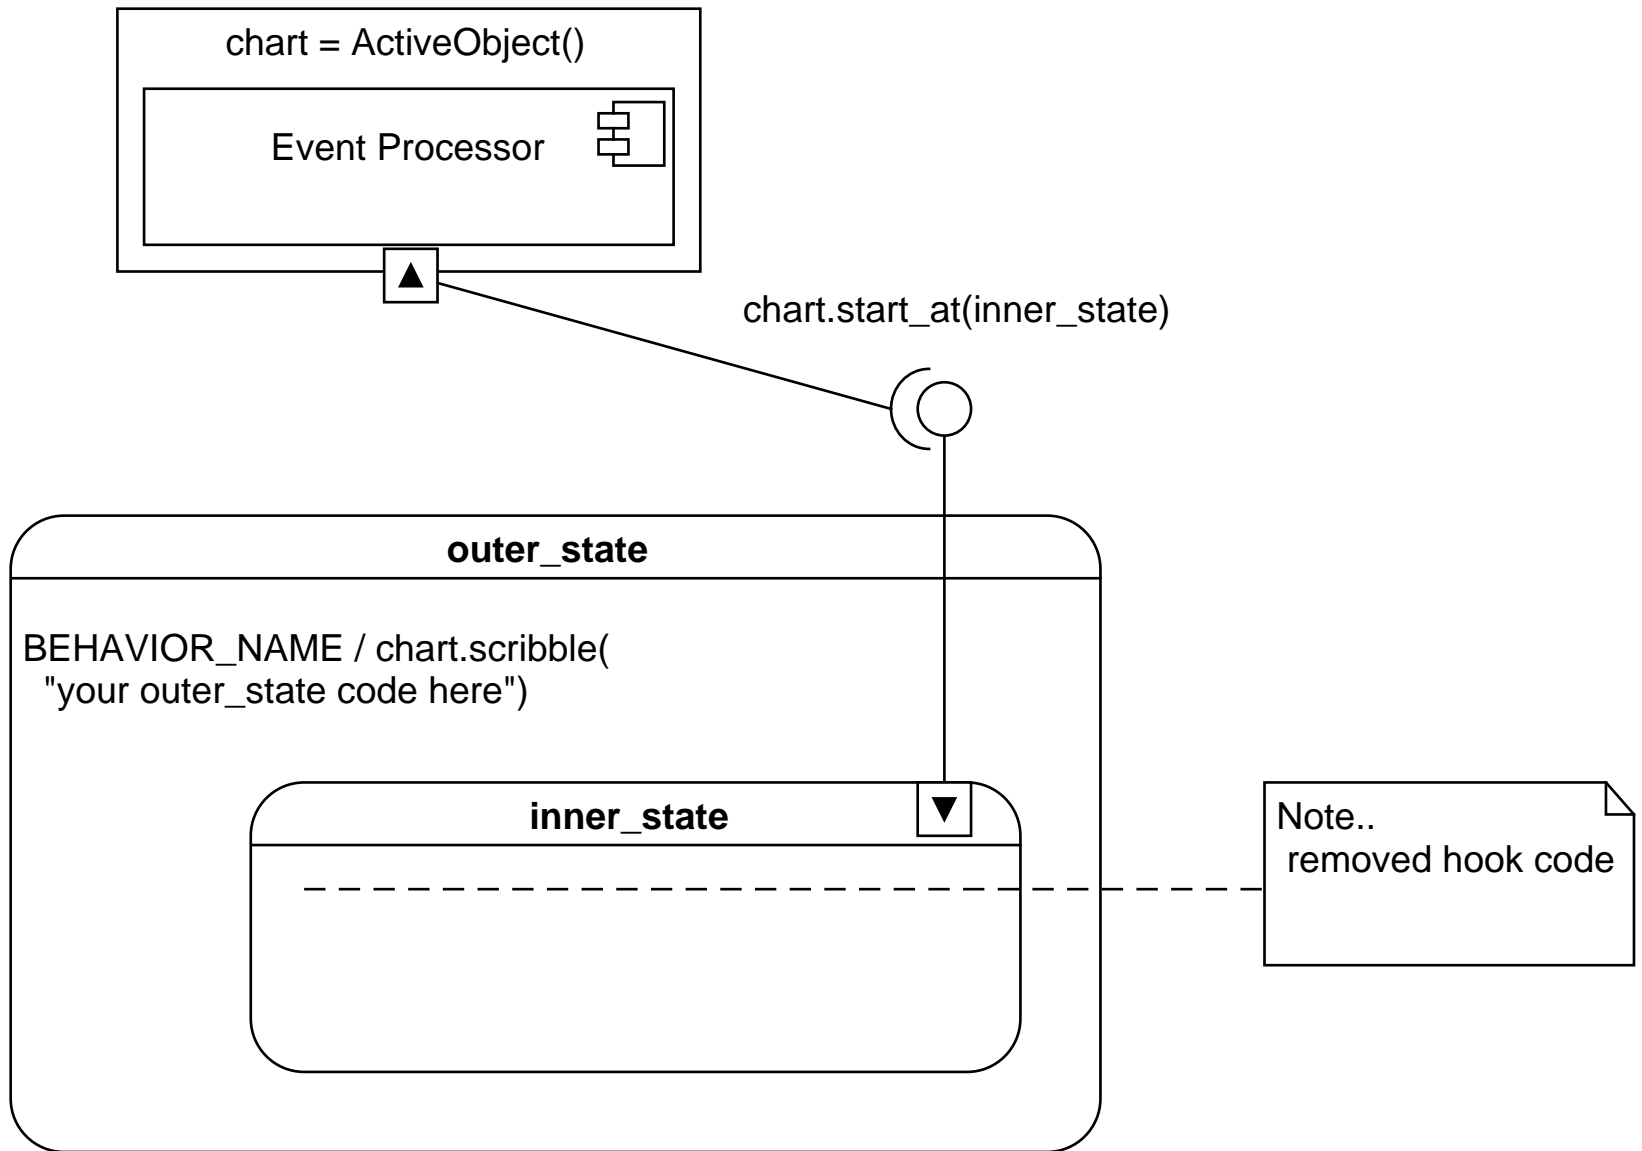 chart = ActiveObject()
Event Processor
chart.start_at(inner_state)
outer_state
BEHAVIOR_NAME / chart.scribble(
"your outer_state code here")
inner_state
Note..
removed hook code